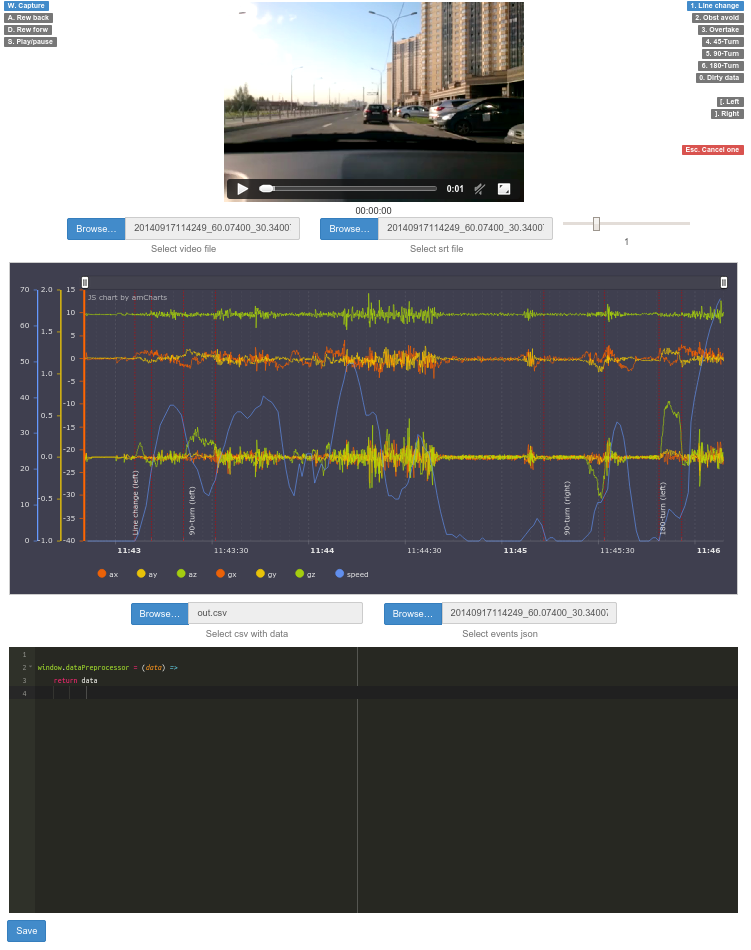 W. Capture
A. Rew back
D. Rew forw
S. Play/pause
1. Line change
2. Obst avoid
3. Overtake
4. 45-Turn
5. 90-Turn
6. 180-Turn
0. Dirty data
[. Left
]. Right
Esc. Cancel one
0:01
00:00:00
Browse... 20140917114249_60.07400_30.3400
Select video file
Browse... 20140917114249_60.07400_30.3400
Select srt file
1
JS chart by amCharts
70 2.0 15
10
60
1.5 5
50 0
1.0 -5
40
-10
0.5
30 -15
-20
20 0.0 -25
-30
10 -0.5
-35
0 -1.0 -40
Line change (left)
90-turn (left)
90-turn (right)
180-turn (left)
11:43 11:43:30 11:44 11:44:30 11:45 11:45:30 11:46
ax ay az gx gy gz speed
Browse... out.csv
Select csv with data
Browse... 20140917114249_60.07400_30.3400
Select events json
1
2 window.dataPreprocessor = (data) =>
3 return data
4
Save